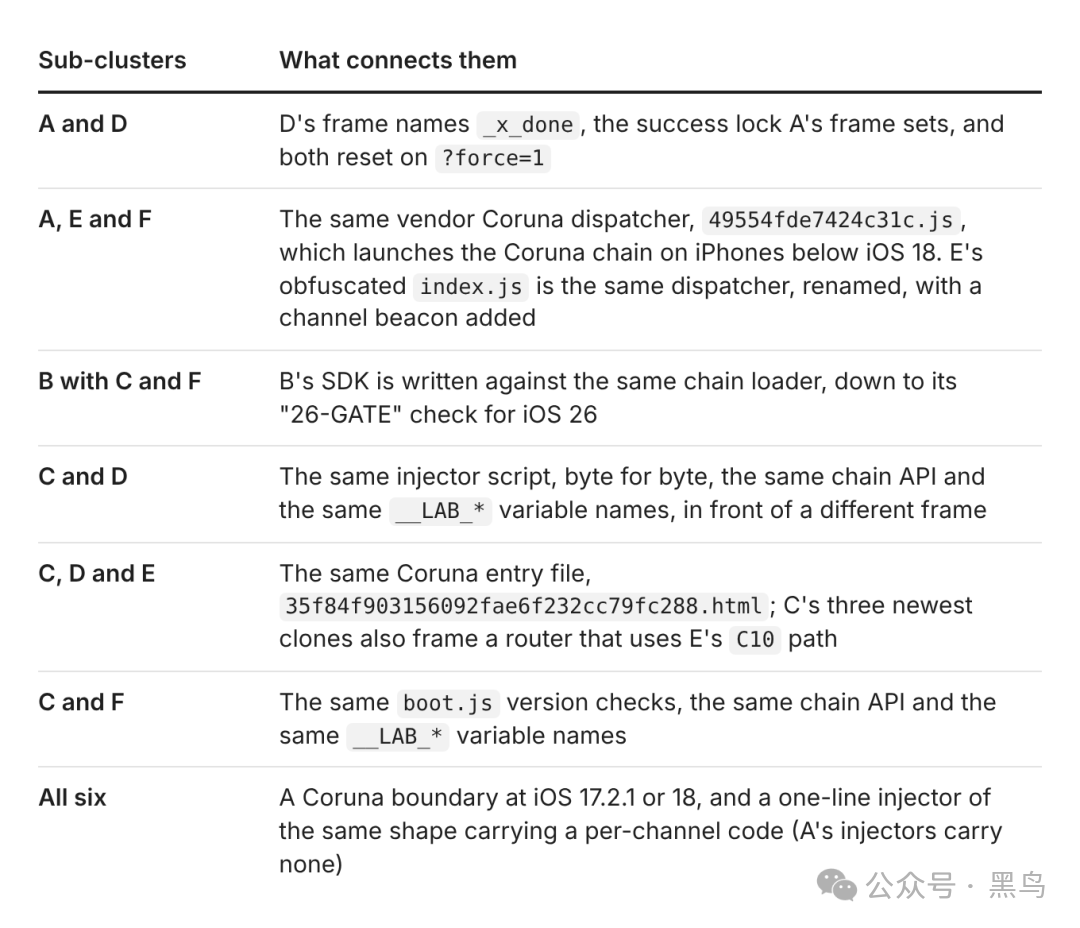 Sub-clusters What connects them
A and D D's frame names _x_done, the success lock A's frame sets, and
both reset on ?force=1
A, E and F The same vendor Coruna dispatcher, 49554fde7424c31c.js,
which launches the Coruna chain on iPhones below iOS 18. E's
obfuscated index.js is the same dispatcher, renamed, with a
channel beacon added
B with C and F B's SDK is written against the same chain loader, down to its
"26-GATE" check for iOS 26
C and D The same injector script, byte for byte, the same chain API and
the same __LAB_* variable names, in front of a different frame
C, D and E The same Coruna entry file,
35f84f903156092fae6f232cc79fc288.html; C's three newest
clones also frame a router that uses E's C10 path
C and F The same boot.js version checks, the same chain API and the
same __LAB_* variable names
All six A Coruna boundary at iOS 17.2.1 or 18, and a one-line injector of
the same shape carrying a per-channel code (A's injectors carry
none)
公众号 · 黑鸟